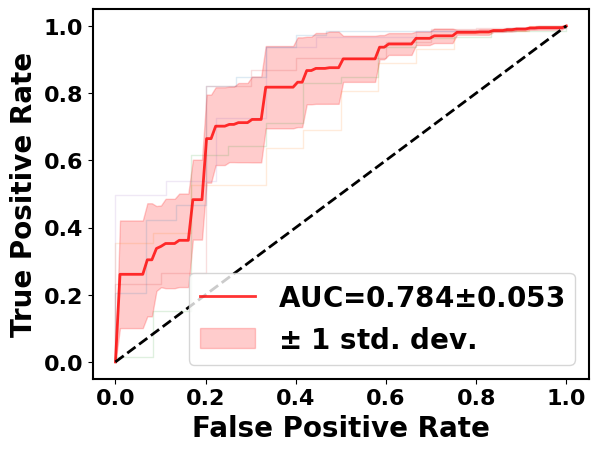 1.0
0.8
0.6
0.4
0.2
0.0
True Positive Rate
AUC=0.784±0.053
± 1 std. dev.
0.0 0.2 0.4 0.6 0.8 1.0
False Positive Rate